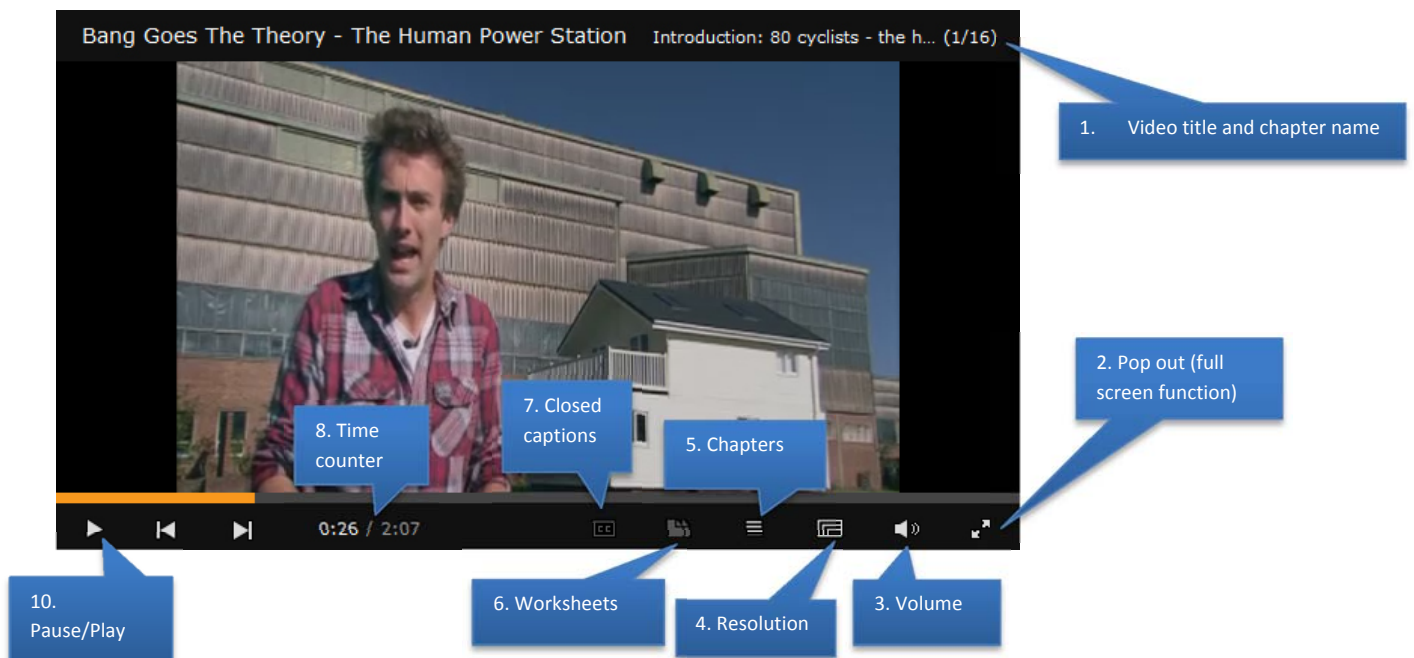 Bang Goes The Theory - The Human Power Station Introduction: 80 cyclists - the h... (1/16)
1. Video title and chapter name
2. Pop out (full
screen function)
7. Closed
captions
8. Time
counter
5. Chapters
0:26 / 2:07
CC
10.
Pause/Play
6. Worksheets
4. Resolution
3. Volume